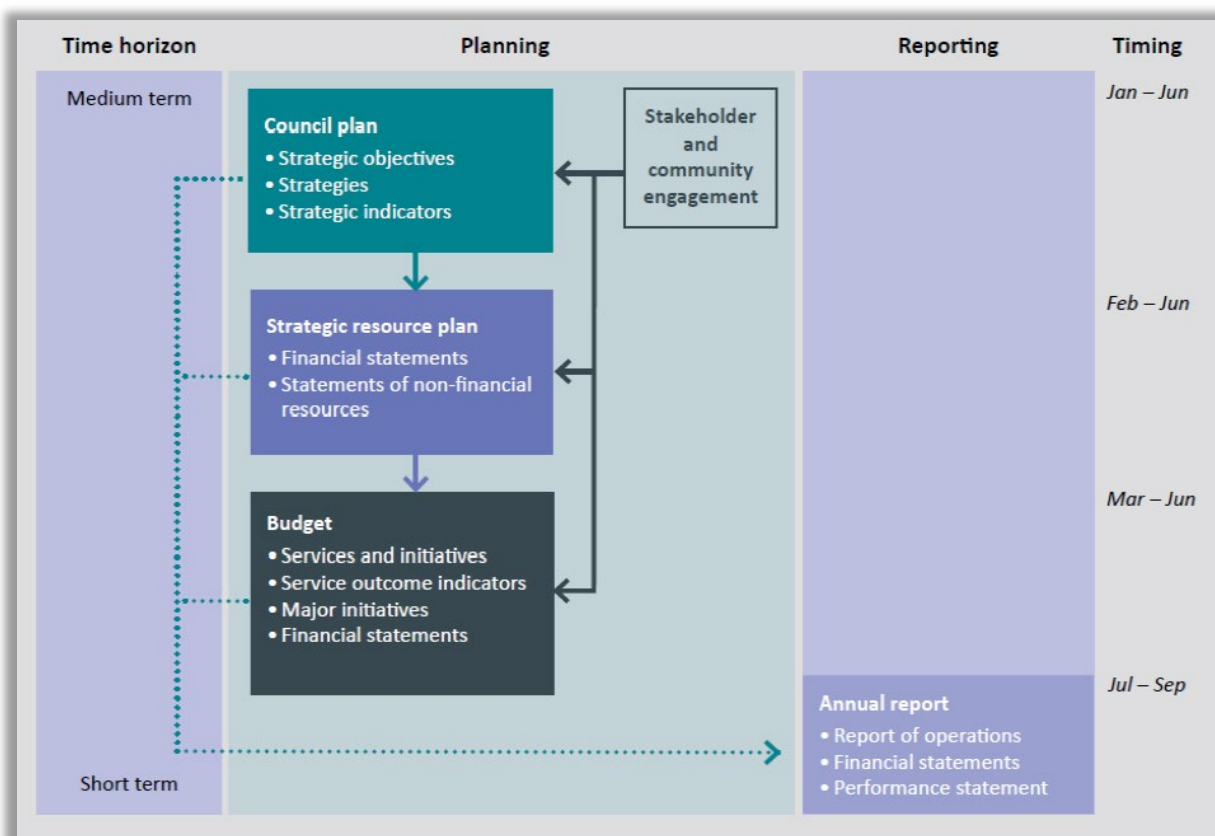 Time horizon
Planning
Reporting
Timing
Medium term
Jan – Jun
Council plan
• Strategic objectives
• Strategies
• Strategic indicators
Stakeholder
and
community
engagement
Feb – Jun
Strategic resource plan
• Financial statements
• Statements of non-financial
resources
Mar – Jun
Budget
• Services and initiatives
• Service outcome indicators
• Major initiatives
• Financial statements
Jul – Sep
Annual report
• Report of operations
• Financial statements
• Performance statement
Short term